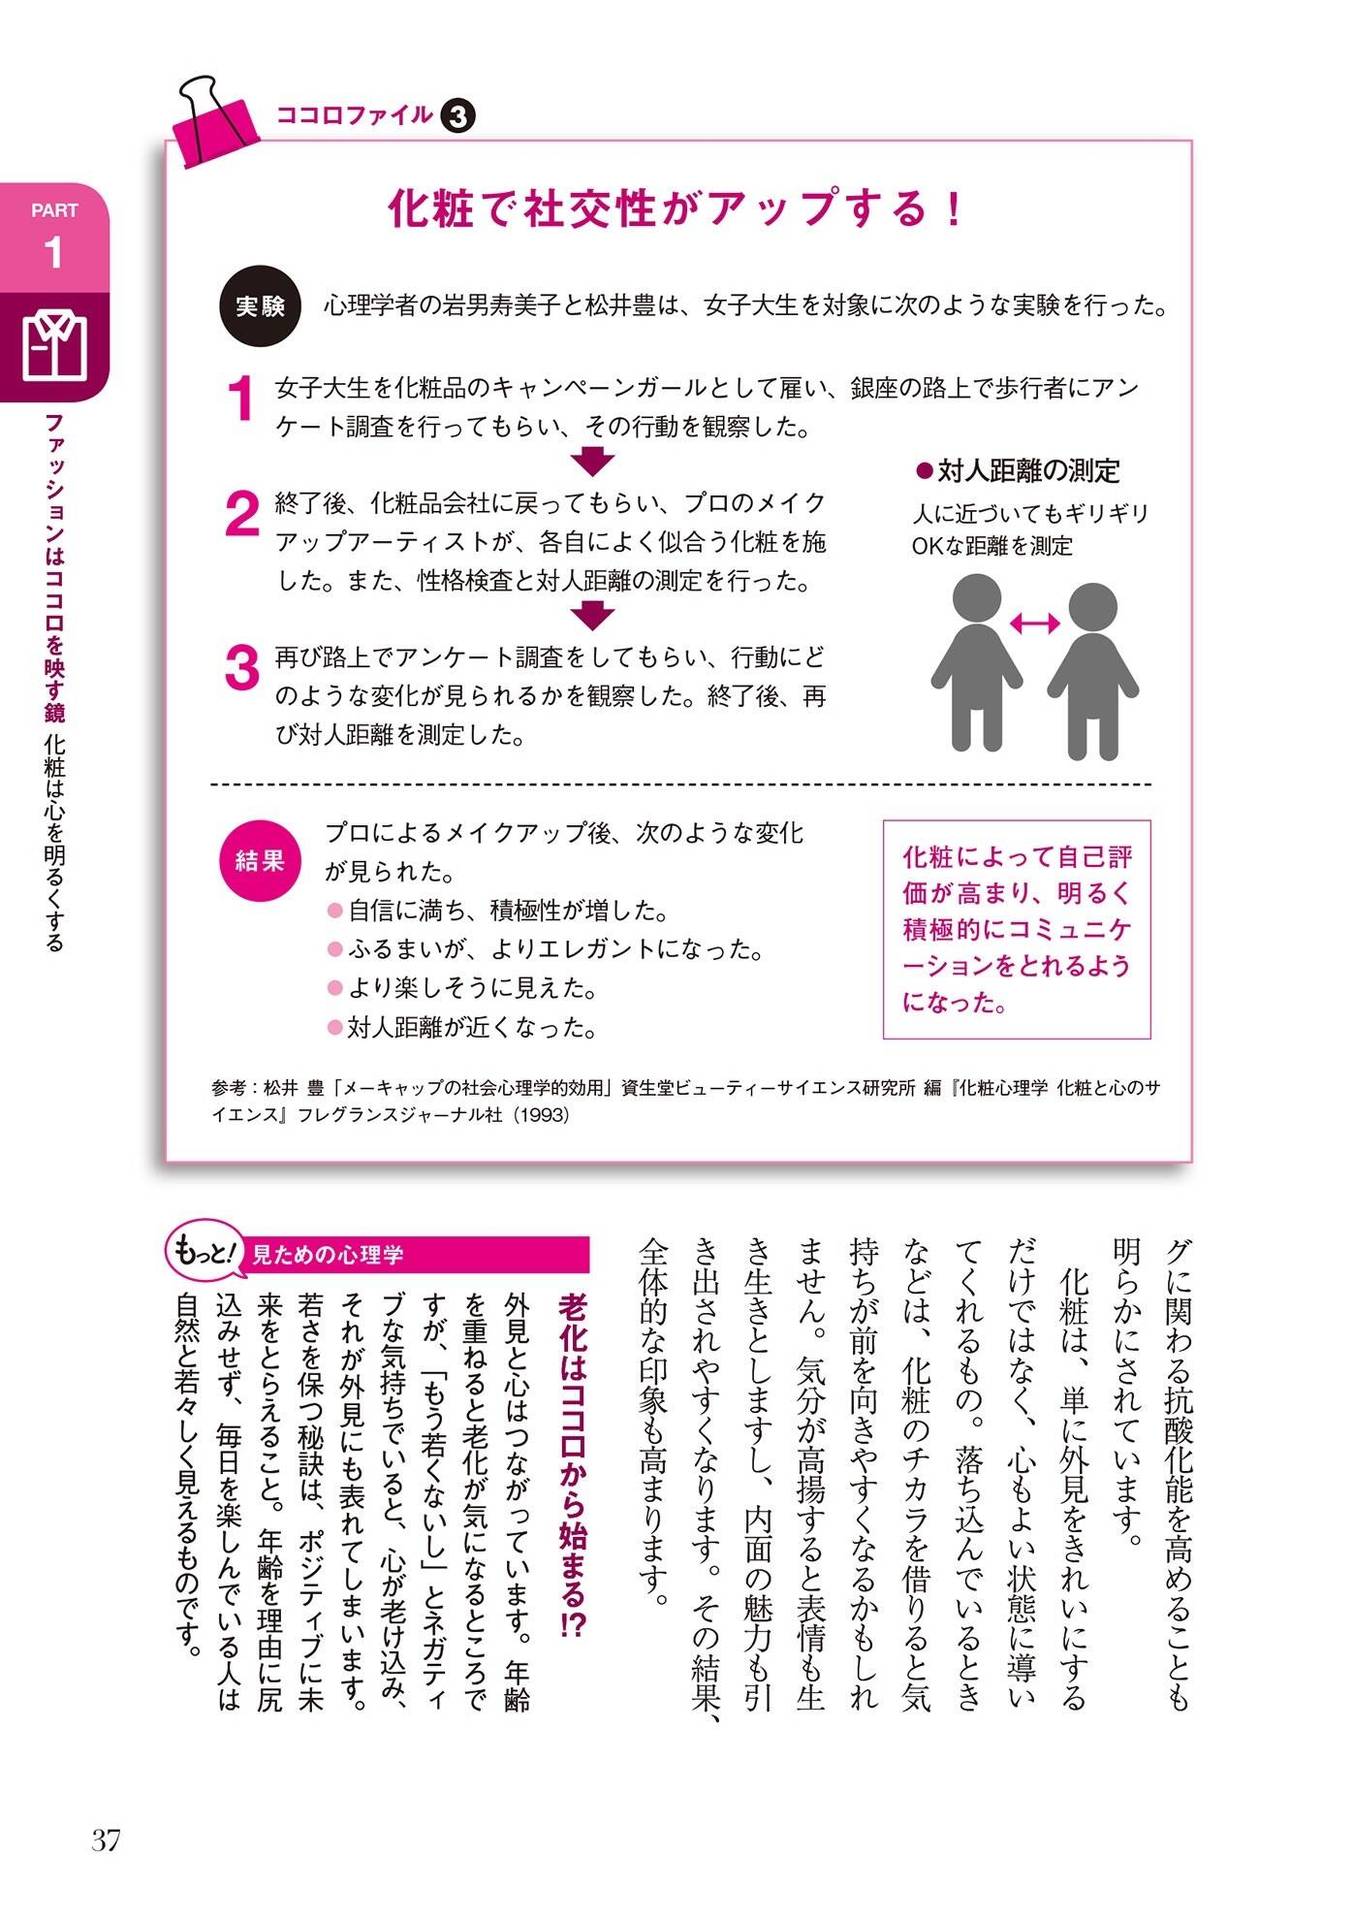 ココロファイル 3
化粧で社交性がアップする！
実験
心理学者の岩男寿美子と松井豊は、女子大生を対象に次のような実験を行った。
1
女子大生を化粧品のキャンペーンガールとして雇い、銀座の路上で歩行者にアン
ケート調査を行ってもらい、その行動を観察した。
2
終了後、化粧品会社に戻ってもらい、プロのメイク
アップアーティストが、各自によく似合う化粧を施
した。また、性格検査と対人距離の測定を行った。
3
再び路上でアンケート調査をしてもらい、行動にど
のような変化が見られるかを観察した。終了後、再
び対人距離を測定した。
●対人距離の測定
人に近づいてもギリギリ
OKな距離を測定
結果
プロによるメイクアップ後、次のような変化
が見られた。
●自信に満ち、積極性が増した。
●ふるまいが、よりエレガントになった。
●より楽しそうに見えた。
●対人距離が近くなった。
化粧によって自己評
価が高まり、明るく
積極的にコミュニケ
ーションをとれるよう
になった。
参考：松井 豊「メーキャップの社会心理学的効用」資生堂ビューティーサイエンス研究所 編『化粧心理学 化粧と心のサ
イエンス』フレグランスジャーナル社（1993）
PART
1
ファッションはココロを映す鏡 化粧は心を明るくする
グに関わる抗酸化能を高めることも
明らかにされています。
化粧は、単に外見をきれいにする
だけではなく、心もよい状態に導い
てくれるもの。落ち込んでいるとき
などは、化粧のチカラを借りると気
持ちが前を向きやすくなるかもしれ
ません。気分が高揚すると表情も生
き生きとしますし、内面の魅力も引
き出されやすくなります。その結果、
全体的な印象も高まります。
もっと！
見ための心理学
老化はココロから始まる!?
外見と心はつながっています。年齢
を重ねると老化が気になるところで
すが、「もう若くないし」とネガティ
ブな気持ちでいると、心が老け込み、
それが外見にも表れてしまいます。
若さを保つ秘訣は、ポジティブに未
来をとらえること。年齢を理由に尻
込みせず、毎日を楽しんでいる人は
自然と若々しく見えるものです。
37